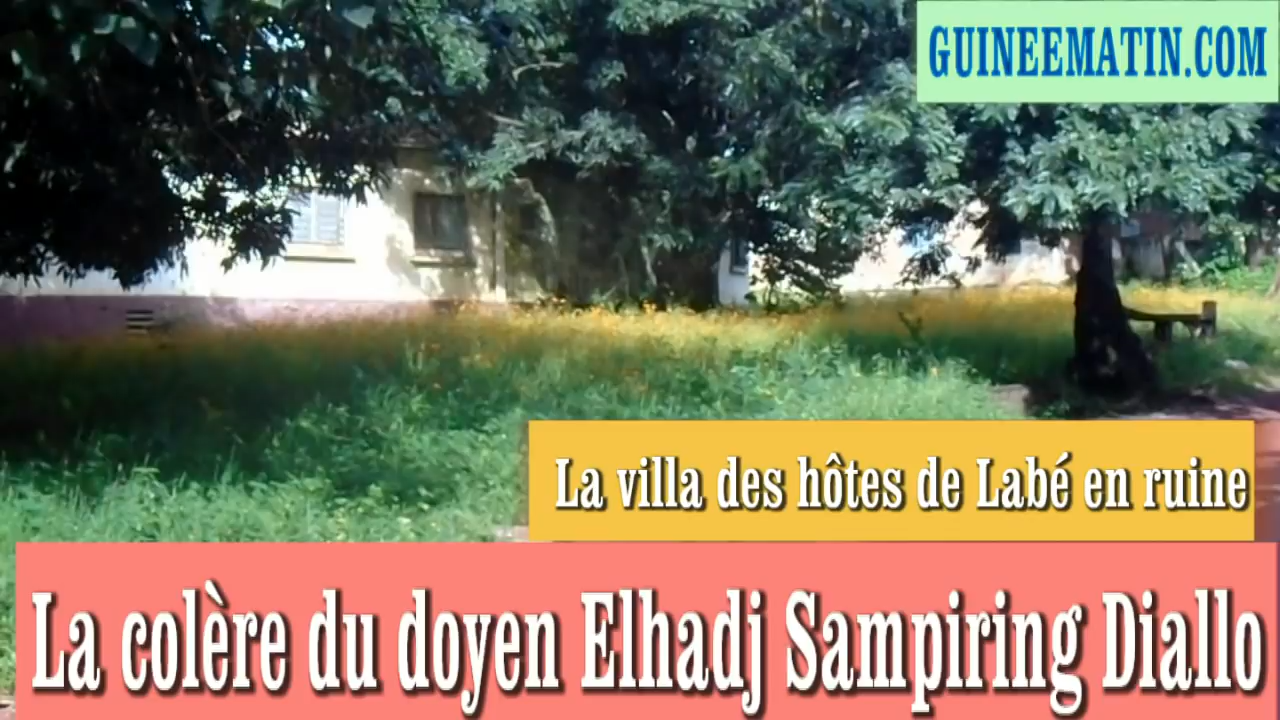 GUINEEMATIN.COM
La villa des hôtes de Labé en ruine
La colère du doyen Elhadj Sampiring Diallo